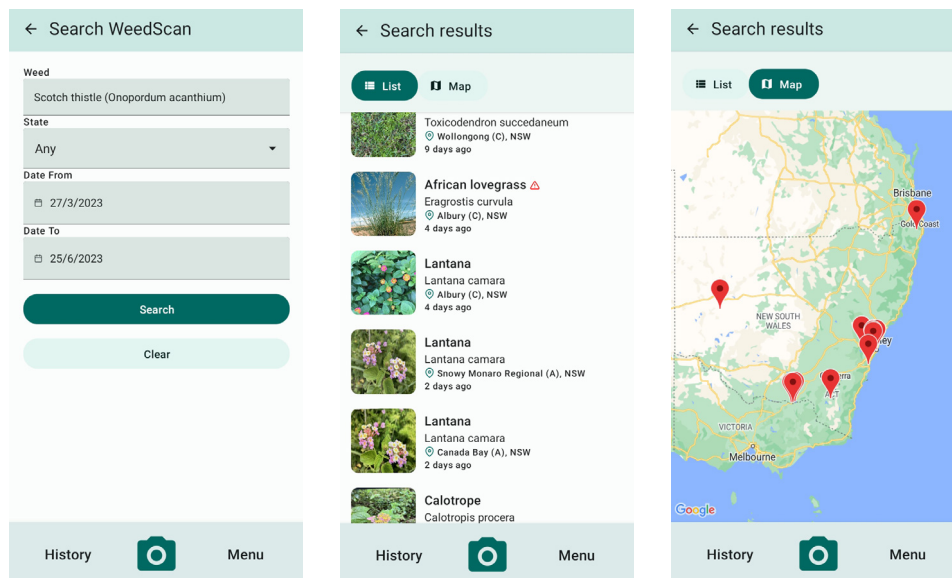 Search WeedScan
Weed
Scotch thistle (Onopordum acanthium)
State
Any
Date From
27/3/2023
Date To
25/6/2023
Search
Clear
History
Menu
Search results
List
Map
Toxicodendron succedaneum
Wollongong (C), NSW
9 days ago
African lovegrass
Eragrostis curvula
Albury (C), NSW
4 days ago
Lantana
Lantana camara
Albury (C), NSW
4 days ago
Lantana
Lantana camara
Snowy Monaro Regional (A), NSW
2 days ago
Lantana
Lantana camara
Canada Bay (A), NSW
2 days ago
Calotrope
Calotropis procera
History
Menu
Search results
List
Map
Brisbane
Gold Coast
NEW SOUTH
WALES
VICTORIA
Melbourne
Google
History
Menu